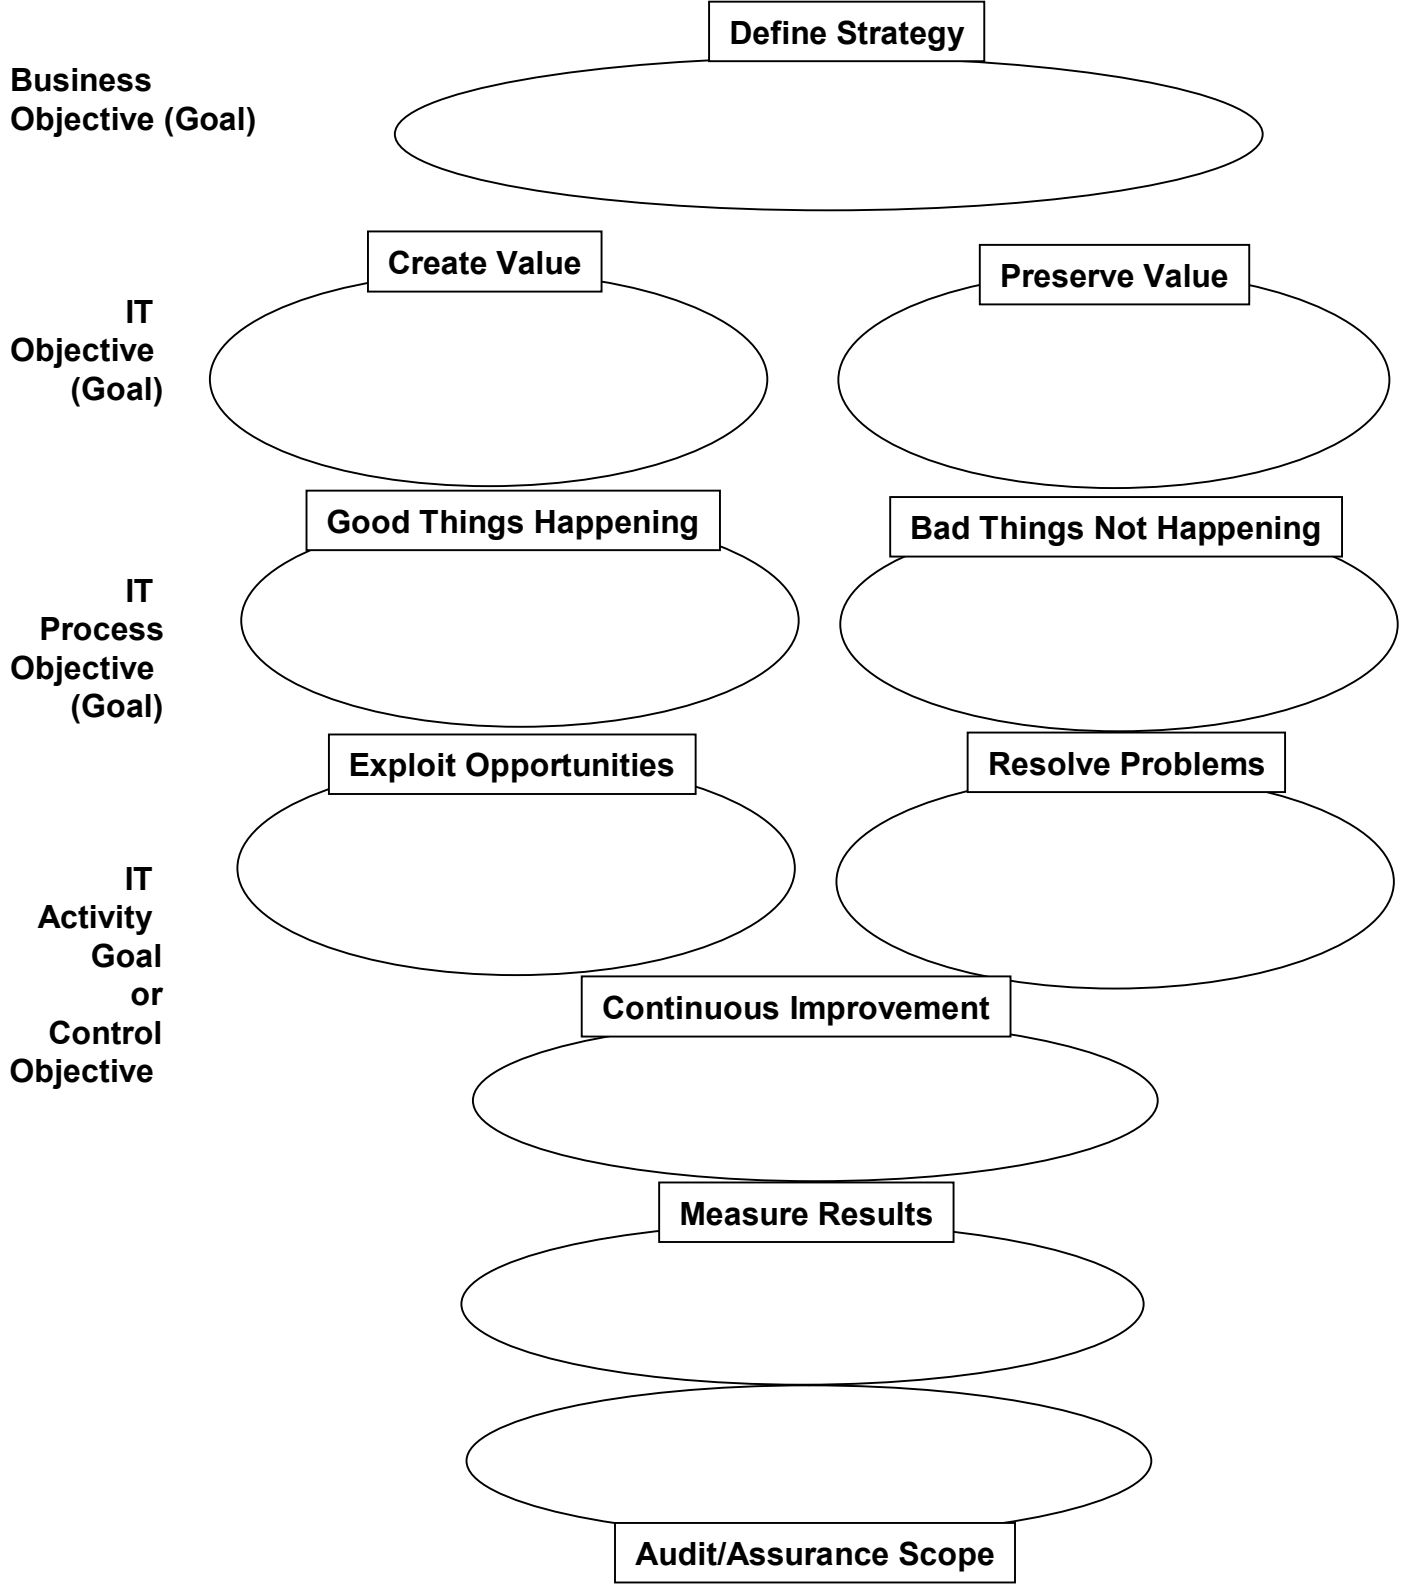 Define Strategy
Business
Objective (Goal)
Create Value
Preserve Value
IT
Objective
(Goal)
Good Things Happening
Bad Things Not Happening
IT
Process
Objective
(Goal)
Exploit Opportunities
Resolve Problems
IT
Activity
Goal
or
Control
Objective
Continuous Improvement
Measure Results
Audit/Assurance Scope